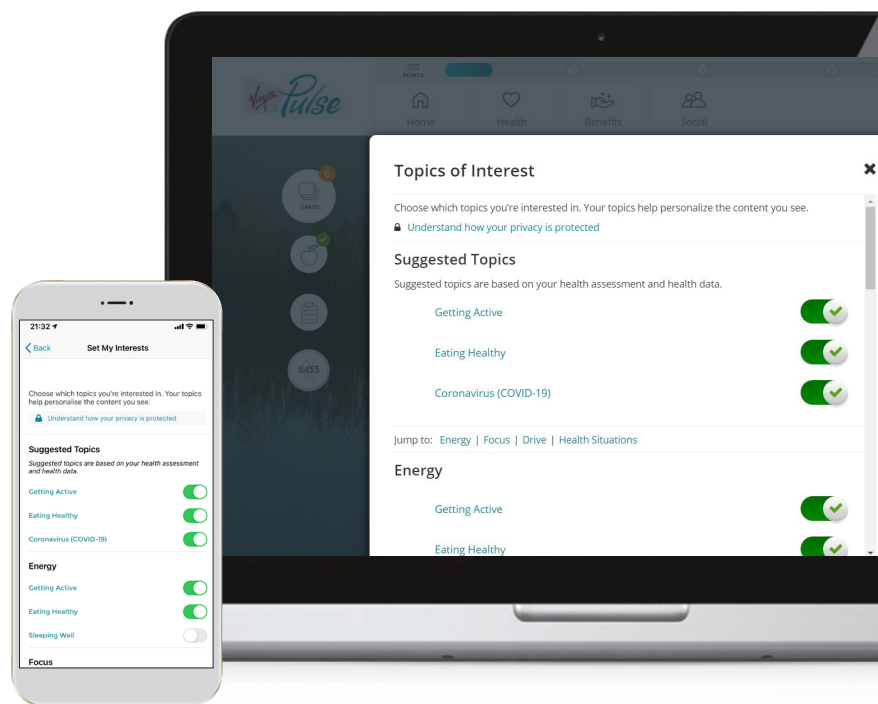 370
POINTS
Virgin Pulse
Home
Health
Benefits
Social
6
CARDS
6455
Topics of Interest
Choose which topics you're interested in. Your topics help personalize the content you see.
Understand how your privacy is protected
Suggested Topics
Suggested topics are based on your health assessment and health data.
Getting Active
Eating Healthy
Coronavirus (COVID-19)
Jump to: Energy | Focus | Drive | Health Situations
Energy
Getting Active
Eating Healthy
21:32
Back
Set My Interests
Choose which topics you're interested in. Your topics
help personalise the content you see.
Understand how your privacy is protected
Suggested Topics
Suggested topics are based on your health assessment
and health data.
Getting Active
Eating Healthy
Coronavirus (COVID-19)
Energy
Getting Active
Eating Healthy
Sleeping Well
Focus